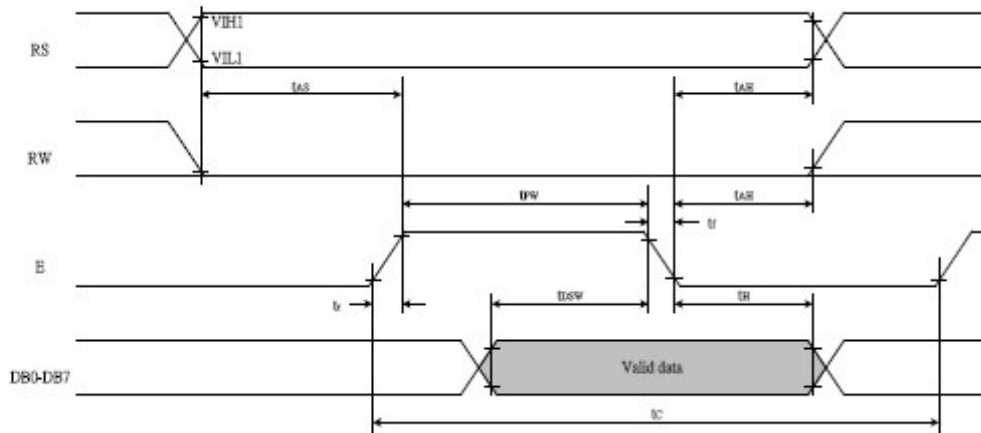 RS
VIH1
VIL1
tAS
tAH
RW
tPW
tAH
tf
E
tr
tDSW
tH
DB0-DB7
Valid data
tC